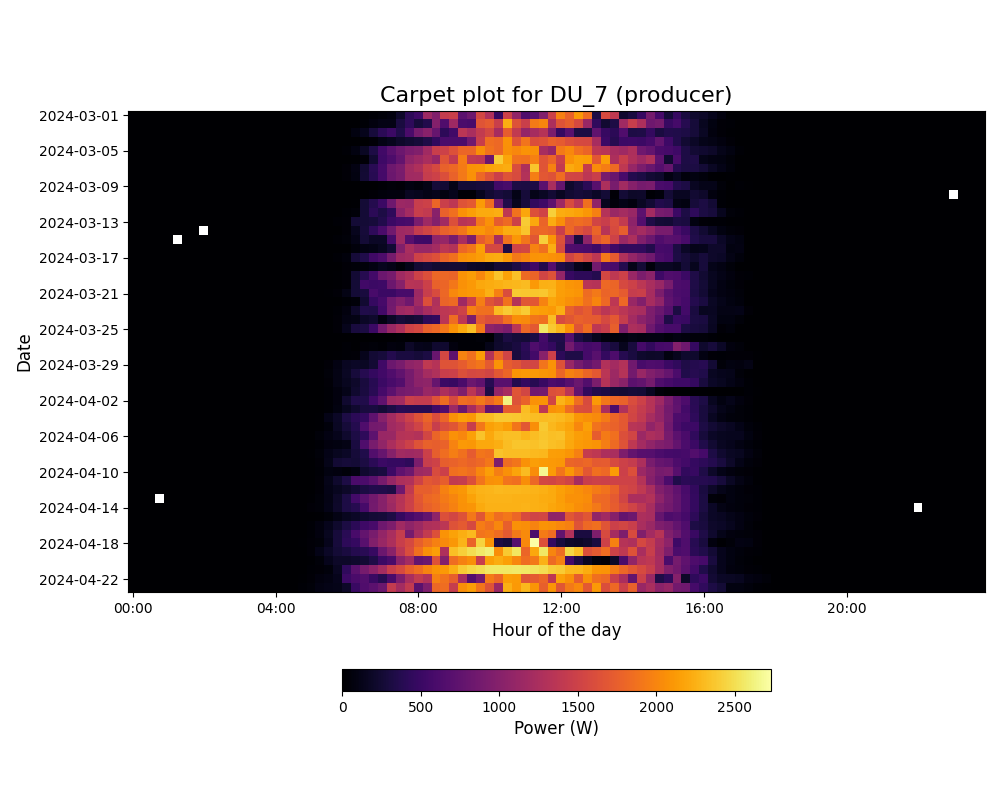 Carpet plot for DU_7 (producer)
2024-03-01
2024-03-05
2024-03-09
2024-03-13
2024-03-17
2024-03-21
2024-03-25
2024-03-29
2024-04-02
2024-04-06
2024-04-10
2024-04-14
2024-04-18
2024-04-22
Date
00:00 04:00 08:00 12:00 16:00 20:00
Hour of the day
0 500 1000 1500 2000 2500
Power (W)